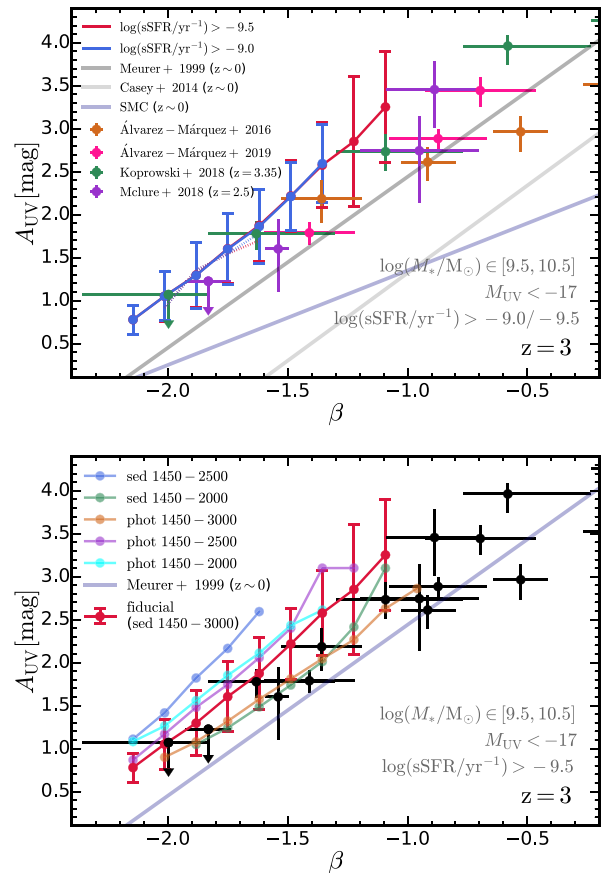 log(sSFR/yr⁻¹) > −9.5
log(sSFR/yr⁻¹) > −9.0
Meurer+ 1999 (z∼0)
Casey+ 2014 (z∼0)
SMC (z∼0)
Álvarez−Márquez+ 2016
Álvarez−Márquez+ 2019
Koprowski+ 2018 (z=3.35)
Mclure+ 2018 (z=2.5)
4.0
3.5
3.0
2.5
2.0
1.5
1.0
0.5
A_UV[mag]
log(M_*/M_⊙) ∈ [9.5, 10.5]
M_UV < −17
log(sSFR/yr⁻¹) > −9.0/−9.5
z = 3
−2.0 −1.5 −1.0 −0.5
β
sed 1450−2500
sed 1450−2000
phot 1450−3000
phot 1450−2500
phot 1450−2000
Meurer+ 1999 (z∼0)
fiducial
(sed 1450−3000)
4.0
3.5
3.0
2.5
2.0
1.5
1.0
0.5
A_UV[mag]
log(M_*/M_⊙) ∈ [9.5, 10.5]
M_UV < −17
log(sSFR/yr⁻¹) > −9.5
z = 3
−2.0 −1.5 −1.0 −0.5
β